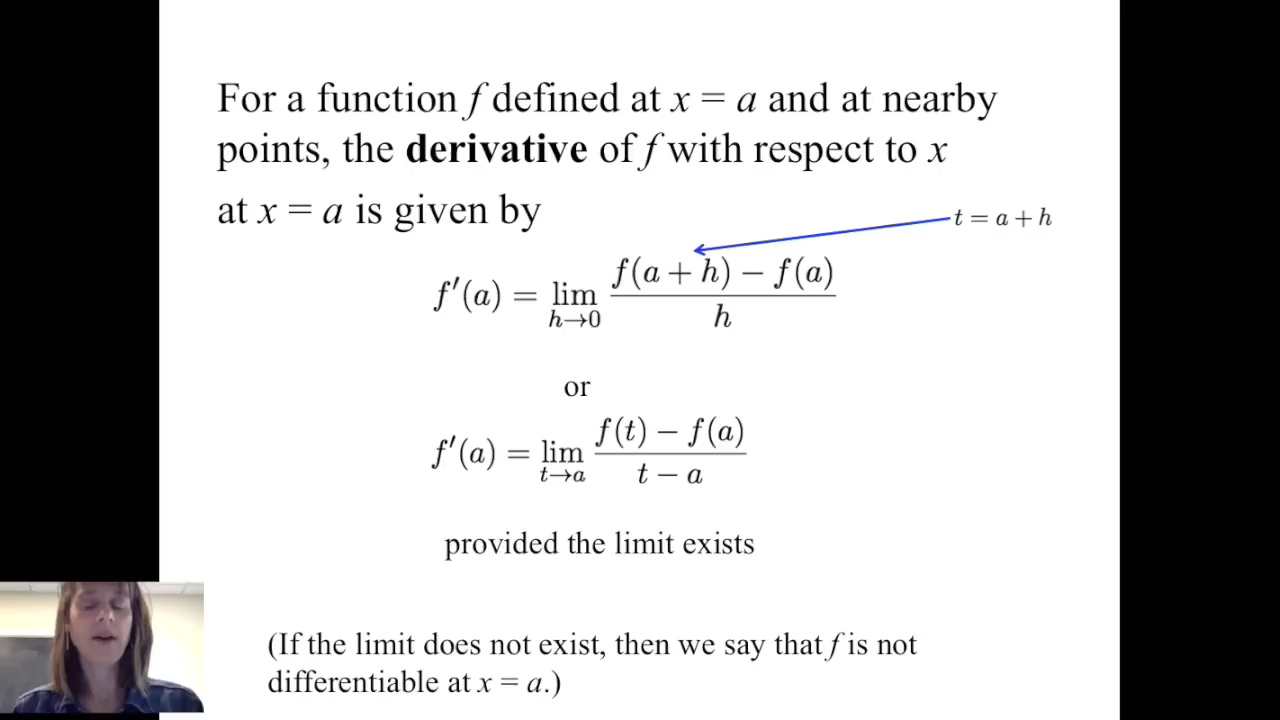 For a function f defined at x = a and at nearby
points, the derivative of f with respect to x
at x = a is given by
t = a + h
f′(a) = lim h→0 f(a + h) − f(a) / h
or
f′(a) = lim t→a f(t) − f(a) / t − a
provided the limit exists
(If the limit does not exist, then we say that f is not
differentiable at x = a.)